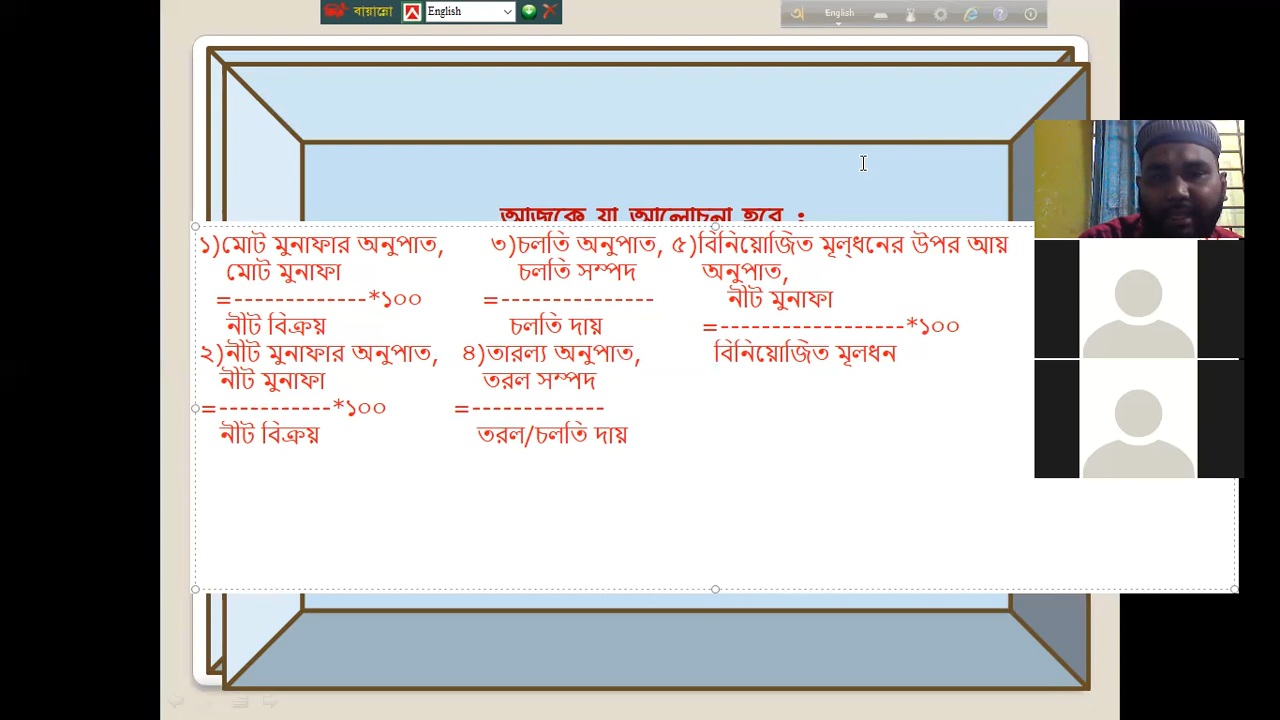 বায়ান্নো
English
English
আজকে যা আলোচনা হবে :
১)মোট মুনাফার অনুপাত,
মোট মুনাফা
=-------------*১০০
নীট বিক্রয়
২)নীট মুনাফার অনুপাত,
নীট মুনাফা
=-----------*১০০
নীট বিক্রয়
৩)চলতি অনুপাত,
চলতি সম্পদ
=---------------
চলতি দায়
৪)তারল্য অনুপাত,
তরল সম্পদ
=-------------
তরল/চলতি দায়
৫)বিনিয়োজিত মূল্ধনের উপর আয়
অনুপাত,
নীট মুনাফা
=------------------*১০০
বিনিয়োজিত মূলধন